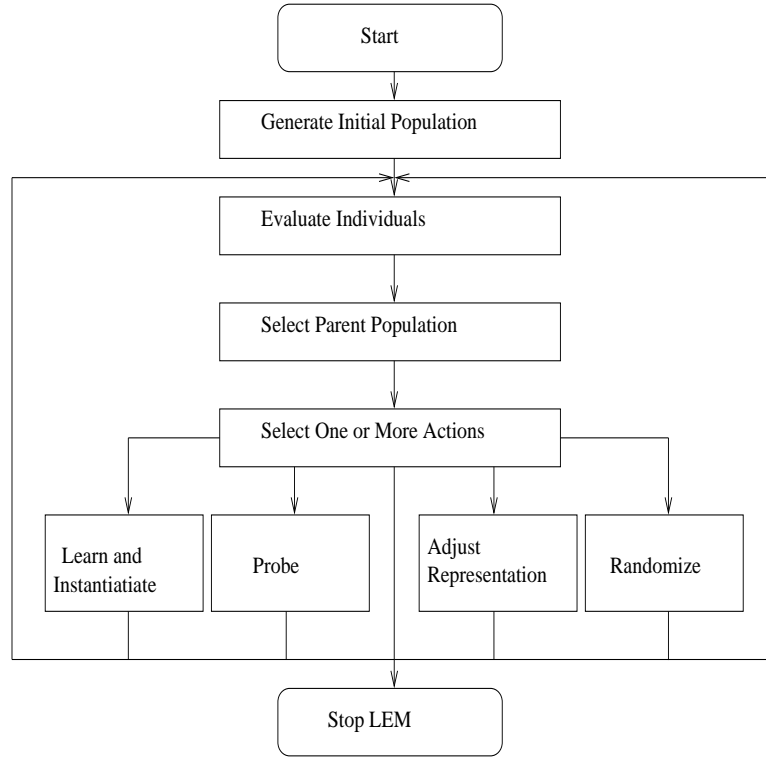 Start
Generate Initial Population
Evaluate Individuals
Select Parent Population
Select One or More Actions
Learn and
Instantiatiate
Probe
Adjust
Representation
Randomize
Stop LEM